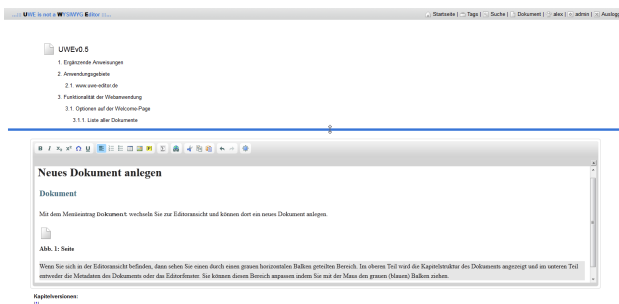 ...::: UWE is not a WYSIWYG Editor :::...
Startseite | Tags | Suche | Dokument | alex | admin | Auslogg
UWEv0.5
1. Ergänzende Anweisungen
2. Anwendungsgebiete
2.1. www.uwe-editor.de
3. Funktionalität der Webanwendung
3.1. Optionen auf der Welcome-Page
3.1.1. Liste aller Dokumente
B I x₂ x² Ω U Σ
Neues Dokument anlegen
Dokument
Mit dem Menüeintrag Dokument wechseln Sie zur Editoransicht und können dort ein neues Dokument anlegen.
Abb. 1: Seite
Wenn Sie sich in der Editoransicht befinden, dann sehen Sie einen durch einen grauen horizontalen Balken geteilten Bereich. Im oberen Teil wird die Kapitelstruktur des Dokuments angezeigt und im unteren Teil
entweder die Metadaten des Dokuments oder das Editorfenster. Sie können diesen Bereich anpassen indem Sie mit der Maus den grauen (blauen) Balken ziehen.
Kapitelversionen: